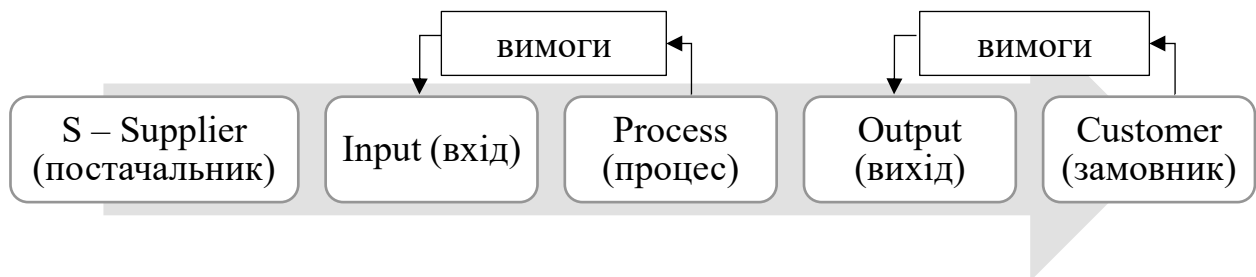 вимоги
вимоги
S – Supplier
(постачальник)
Input (вхід)
Process
(процес)
Output
(вихід)
Customer
(замовник)